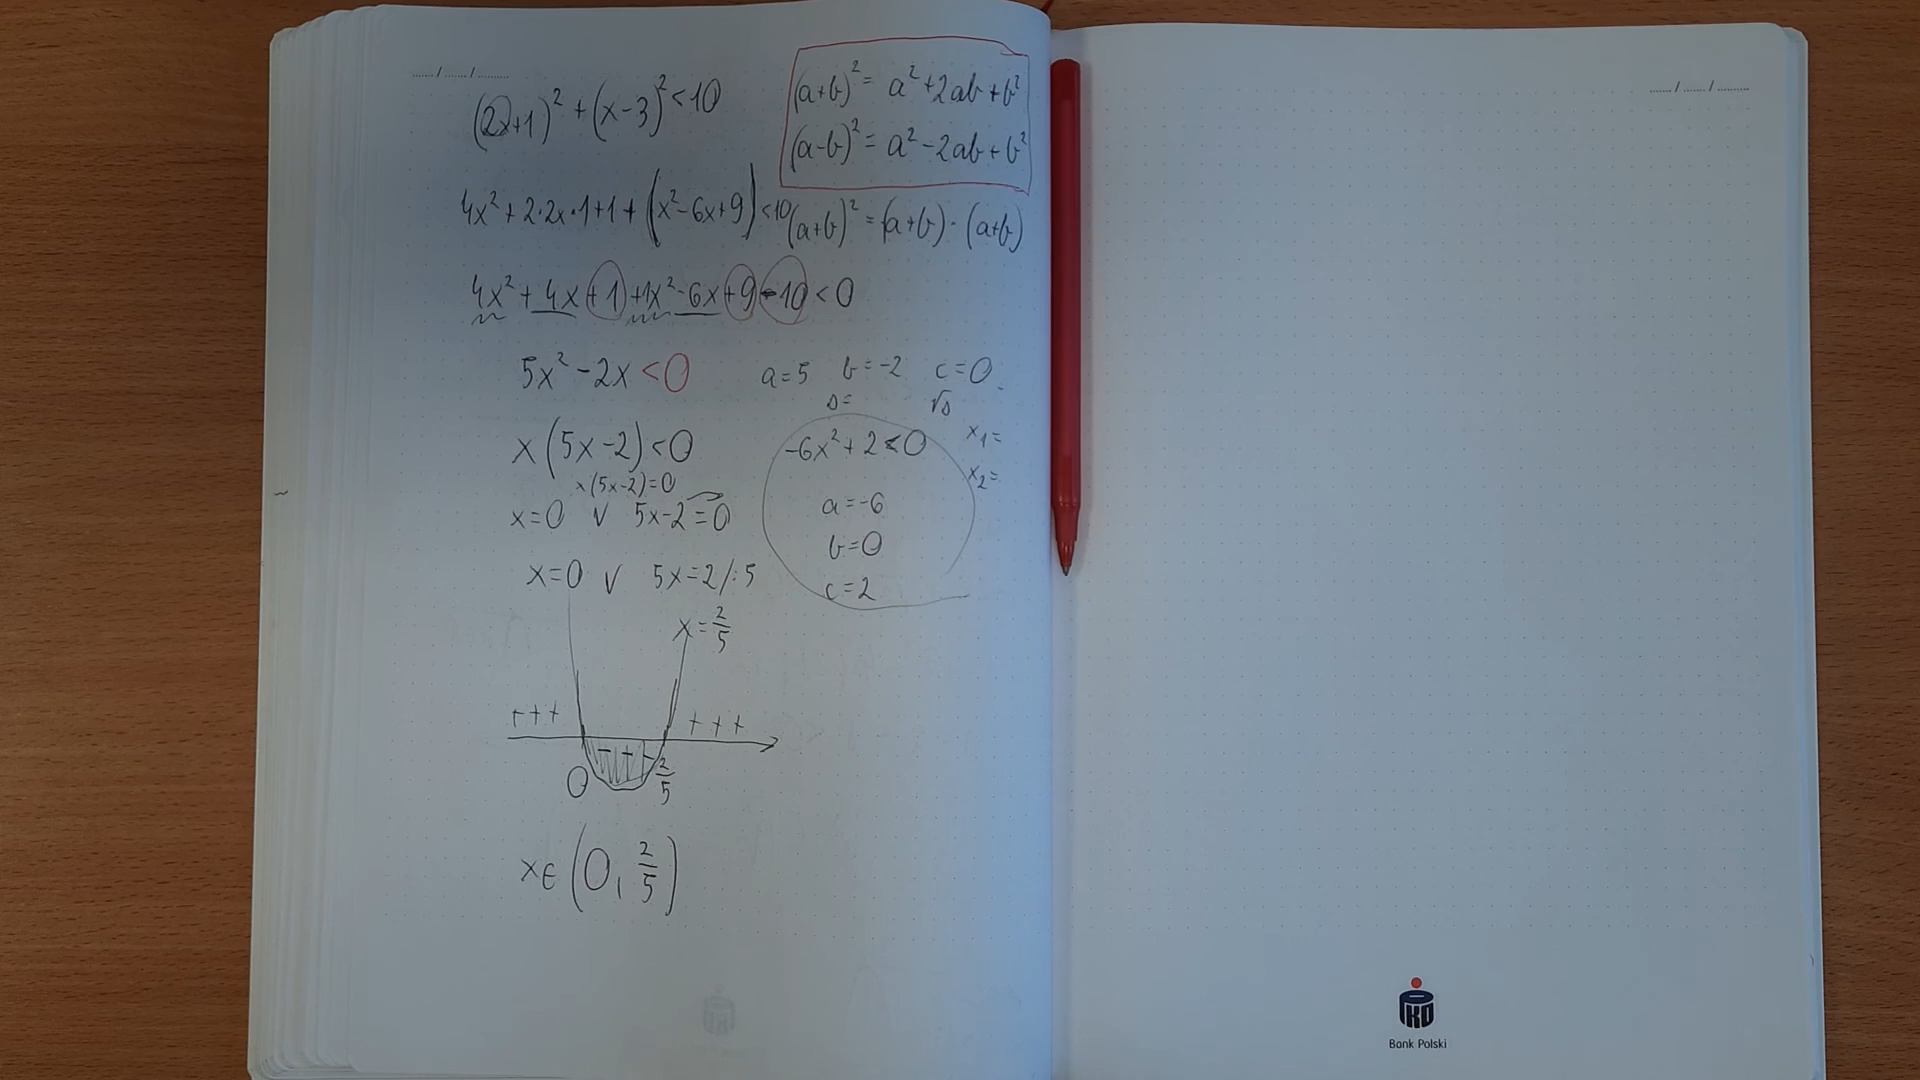 ...... / ...... / .........
(2x+1)² + (x-3)² < 10
(a+b)² = a² + 2ab + b²
(a-b)² = a² - 2ab + b²
4x² + 2·2x·1+1 + (x²-6x+9) < 10
(a+b)² = (a+b) · (a+b)
4x² + 4x + 1 + 1x² - 6x + 9 - 10 < 0
5x² - 2x < 0
a=5 b=-2 c=0
Δ= √Δ
x₁=
x₂=
x(5x-2) < 0
x(5x-2)=0
x=0 ∨ 5x-2=0
x=0 ∨ 5x=2/:5
x=2/5
-6x²+2<0
a=-6
b=0
c=2
+++ +++
---
0 2/5
x∈(0, 2/5)
...... / ...... / .........
PKO
Bank Polski